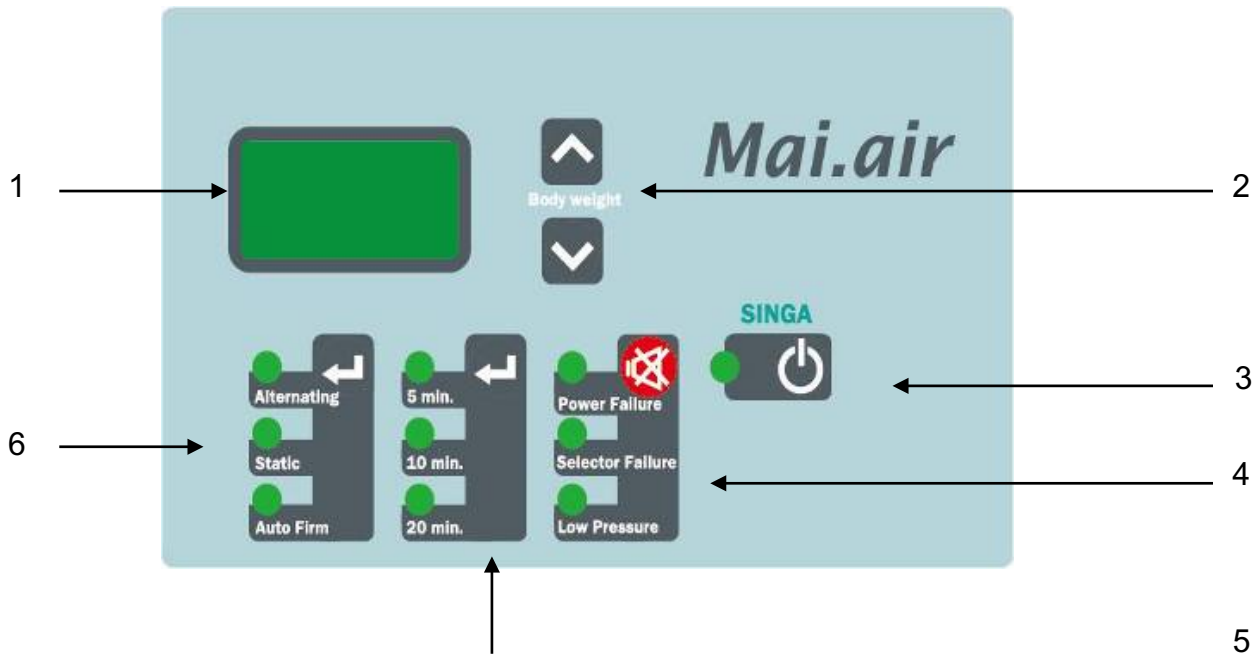 Mai.air
1
Body weight
2
SINGA
Alternating
5 min.
Power Failure
3
6
Static
10 min.
Selector Failure
4
Auto Firm
20 min.
Low Pressure
5